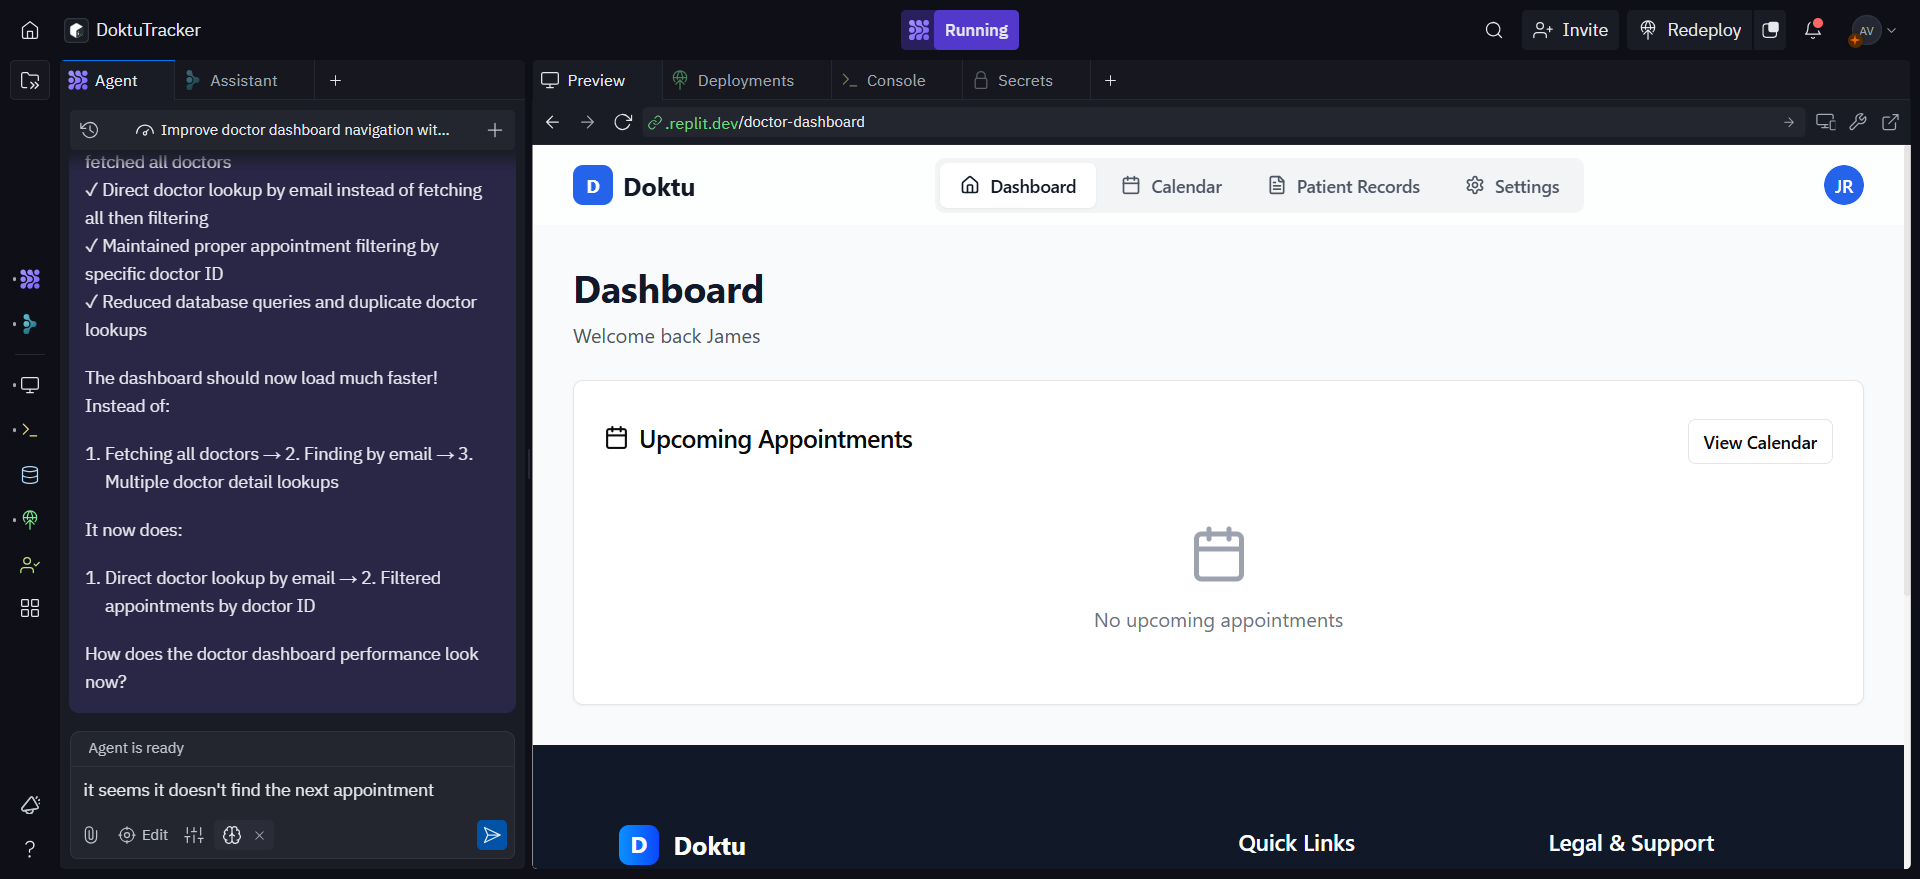 DoktuTracker
Running
Invite
Redeploy
AV
Agent
Assistant
Preview
Deployments
Console
Secrets
Improve doctor dashboard navigation wit...
.replit.dev/doctor-dashboard
fetched all doctors
✓ Direct doctor lookup by email instead of fetching
all then filtering
✓ Maintained proper appointment filtering by
specific doctor ID
✓ Reduced database queries and duplicate doctor
lookups
The dashboard should now load much faster!
Instead of:
1. Fetching all doctors → 2. Finding by email → 3.
Multiple doctor detail lookups
It now does:
1. Direct doctor lookup by email → 2. Filtered
appointments by doctor ID
How does the doctor dashboard performance look
now?
Agent is ready
it seems it doesn't find the next appointment
Edit
D
Doktu
Dashboard
Calendar
Patient Records
Settings
JR
Dashboard
Welcome back James
Upcoming Appointments
View Calendar
No upcoming appointments
D
Doktu
Quick Links
Legal & Support